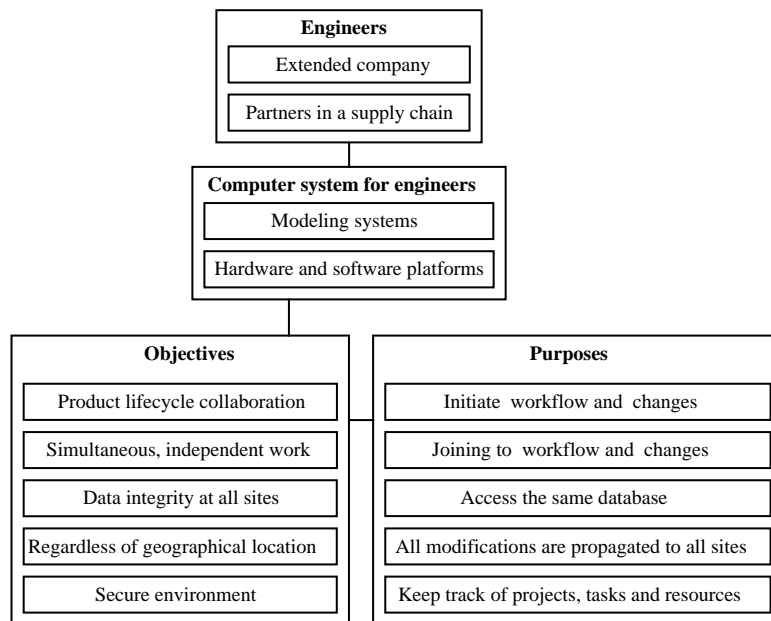 Engineers
Extended company
Partners in a supply chain
Computer system for engineers
Modeling systems
Hardware and software platforms
Objectives
Product lifecycle collaboration
Simultaneous, independent work
Data integrity at all sites
Regardless of geographical location
Secure environment
Purposes
Initiate workflow and changes
Joining to workflow and changes
Access the same database
All modifications are propagated to all sites
Keep track of projects, tasks and resources